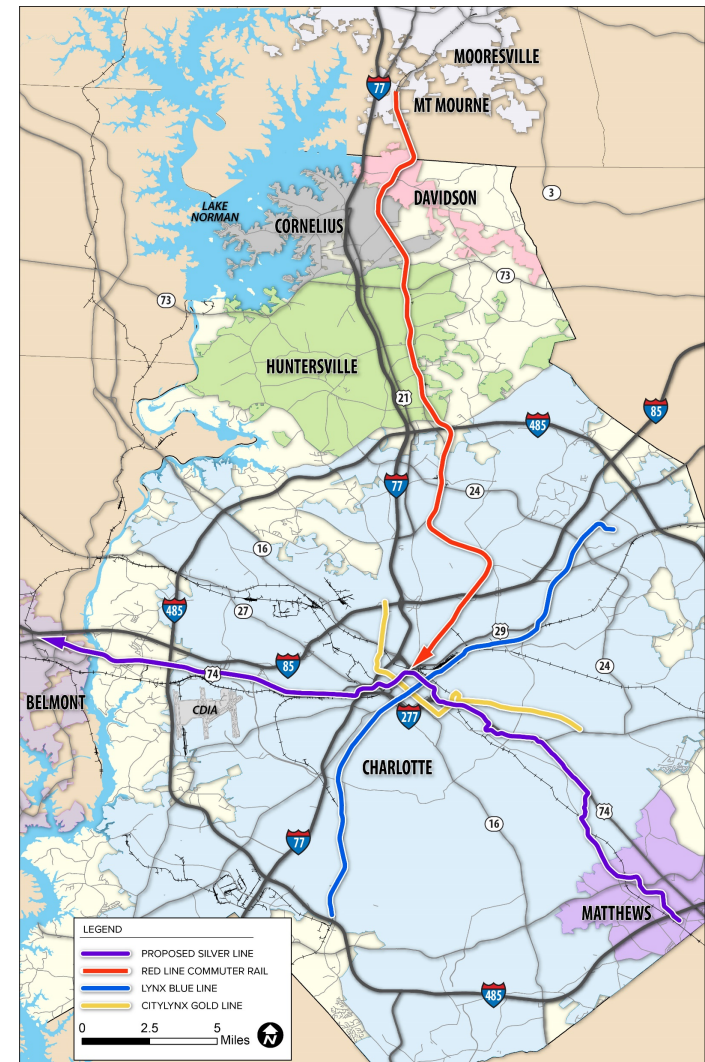 MOORESVILLE
77
MT MOURNE
3
DAVIDSON
LAKE
NORMAN
CORNELIUS
73
73
HUNTERSVILLE
21
85
485
77
24
16
485
27
29
85
74
24
BELMONT
CDIA
277
CHARLOTTE
74
16
77
MATTHEWS
485
LEGEND
PROPOSED SILVER LINE
RED LINE COMMUTER RAIL
LYNX BLUE LINE
CITYLYNX GOLD LINE
0 2.5 5
Miles
N